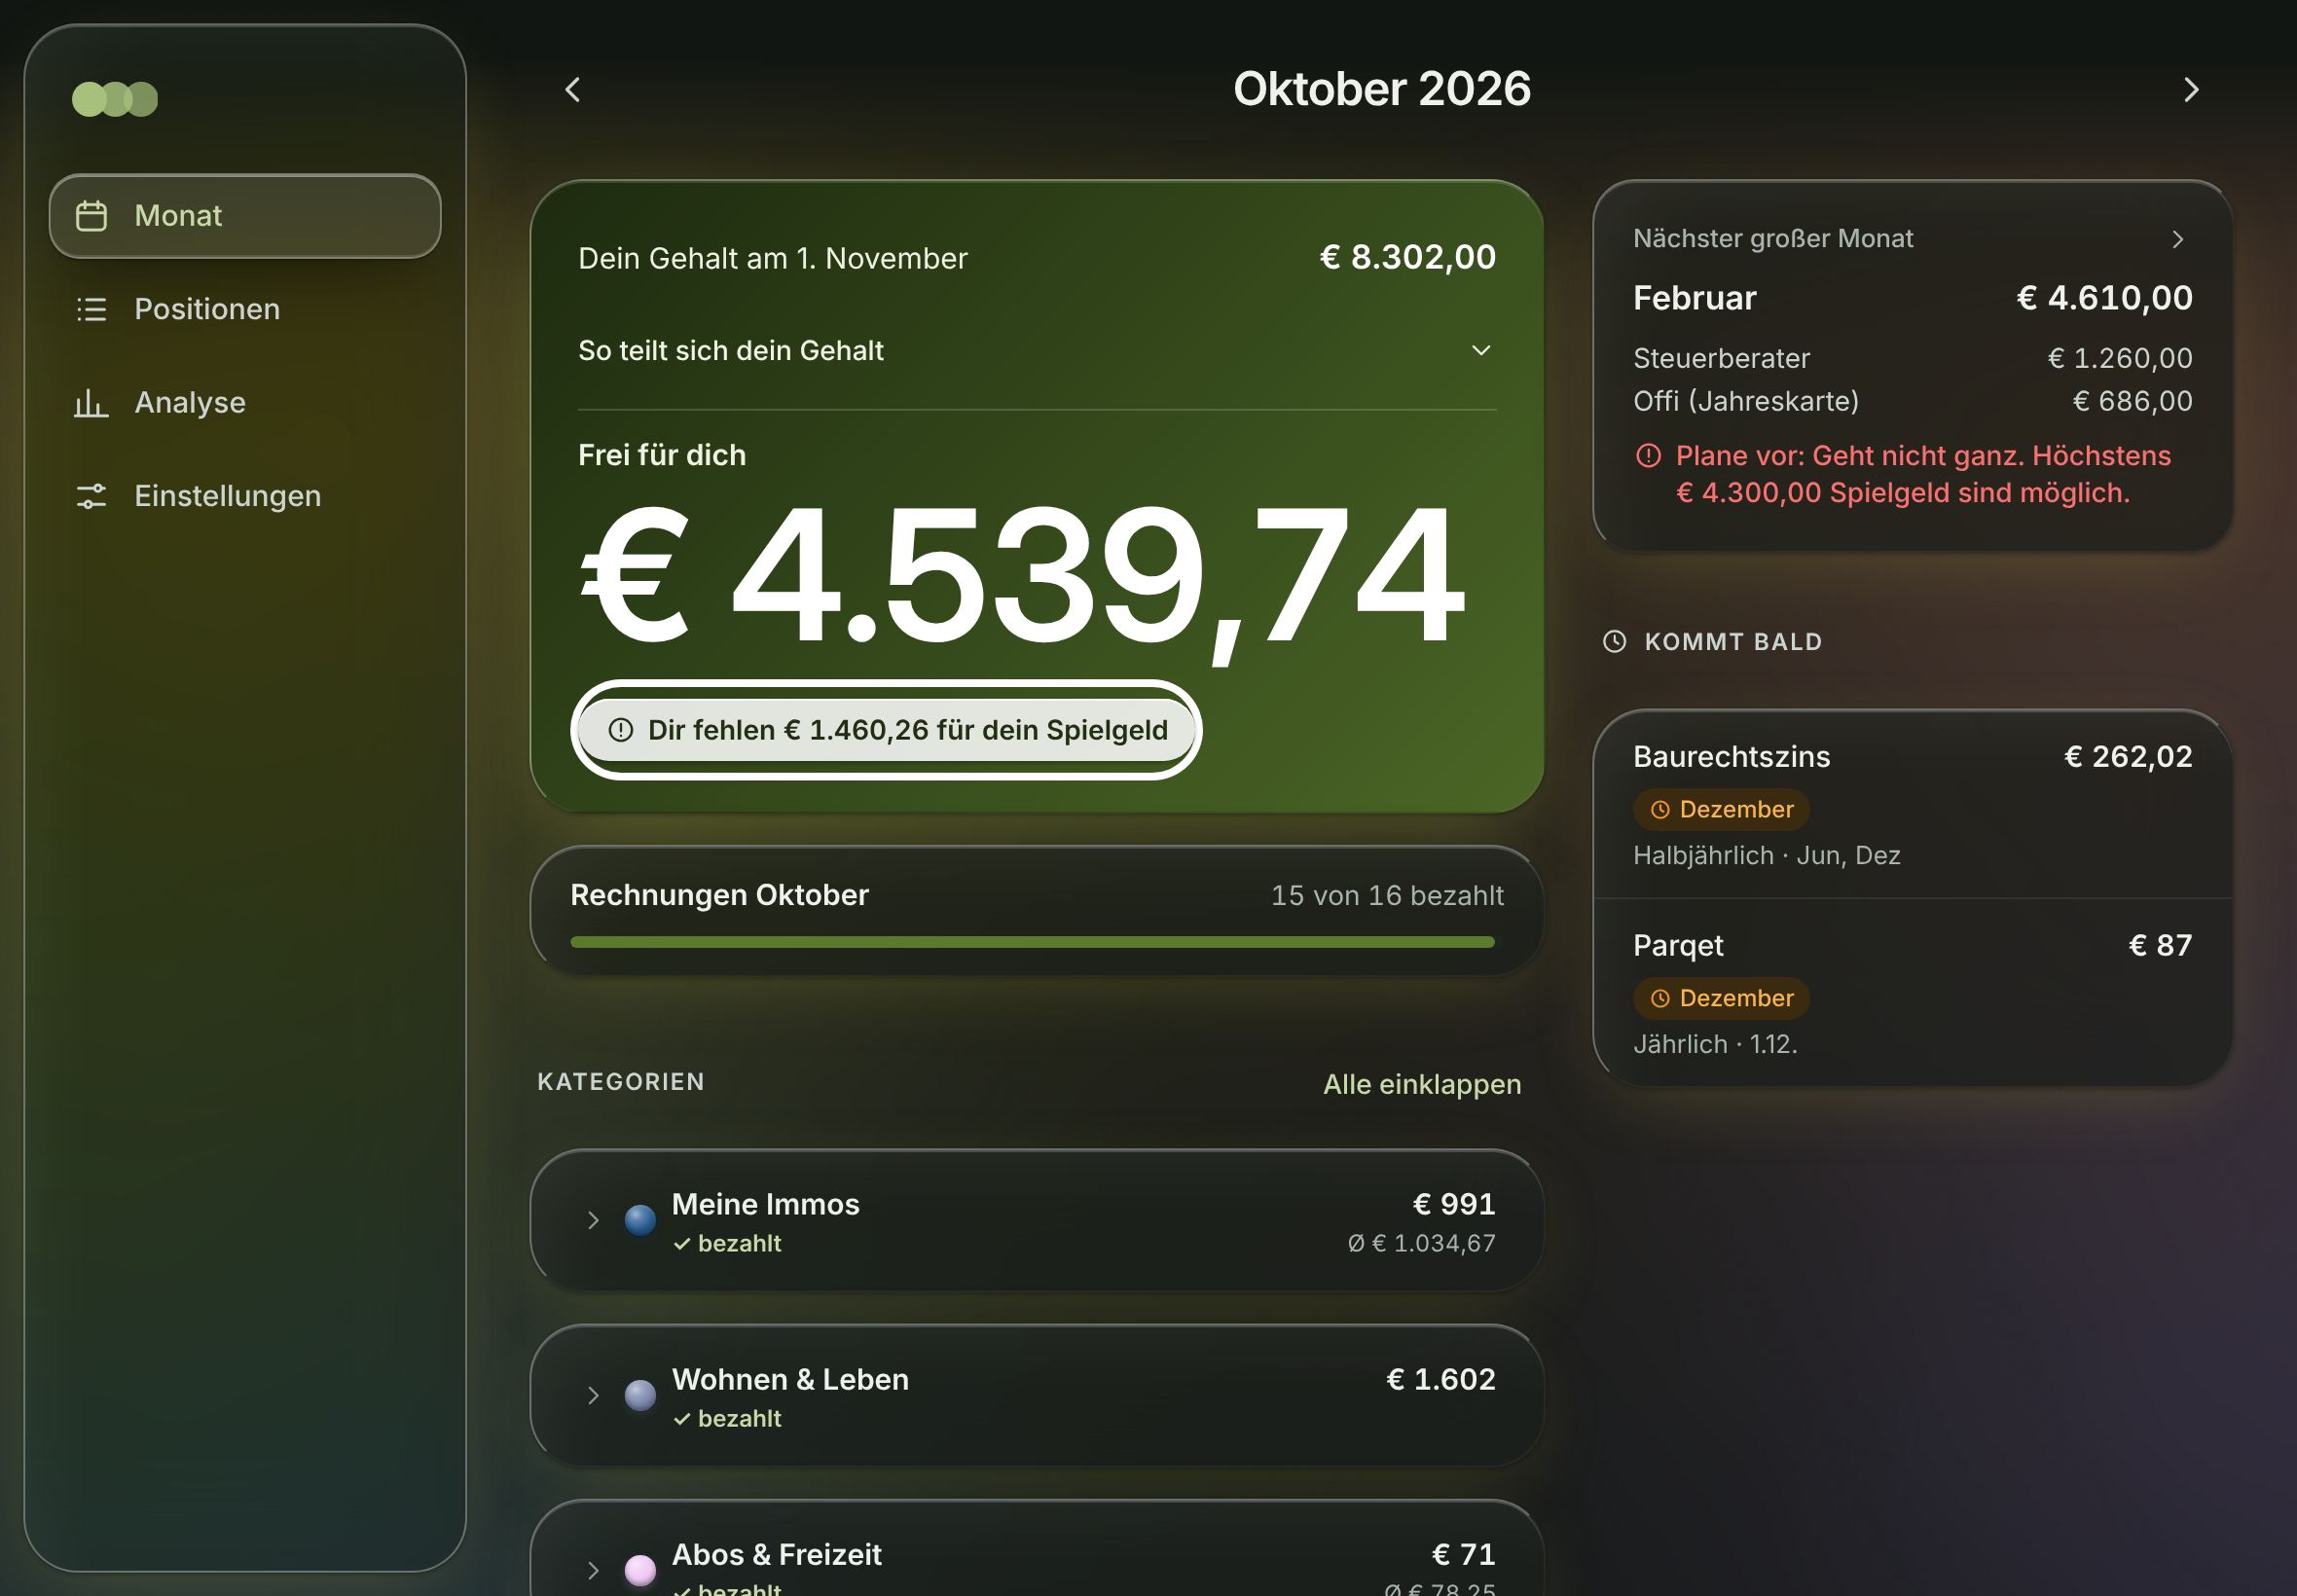 Oktober 2026
Monat
Positionen
Analyse
Einstellungen
Dein Gehalt am 1. November € 8.302,00
So teilt sich dein Gehalt
Frei für dich
€ 4.539,74
Dir fehlen € 1.460,26 für dein Spielgeld
Rechnungen Oktober 15 von 16 bezahlt
KATEGORIEN Alle einklappen
Meine Immos € 991
✓ bezahlt Ø € 1.034,67
Wohnen & Leben € 1.602
✓ bezahlt
Abos & Freizeit € 71
✓ bezahlt Ø € 78,25
Nächster großer Monat
Februar € 4.610,00
Steuerberater € 1.260,00
Offi (Jahreskarte) € 686,00
Plane vor: Geht nicht ganz. Höchstens
€ 4.300,00 Spielgeld sind möglich.
KOMMT BALD
Baurechtszins € 262,02
Dezember
Halbjährlich · Jun, Dez
Parqet € 87
Dezember
Jährlich · 1.12.